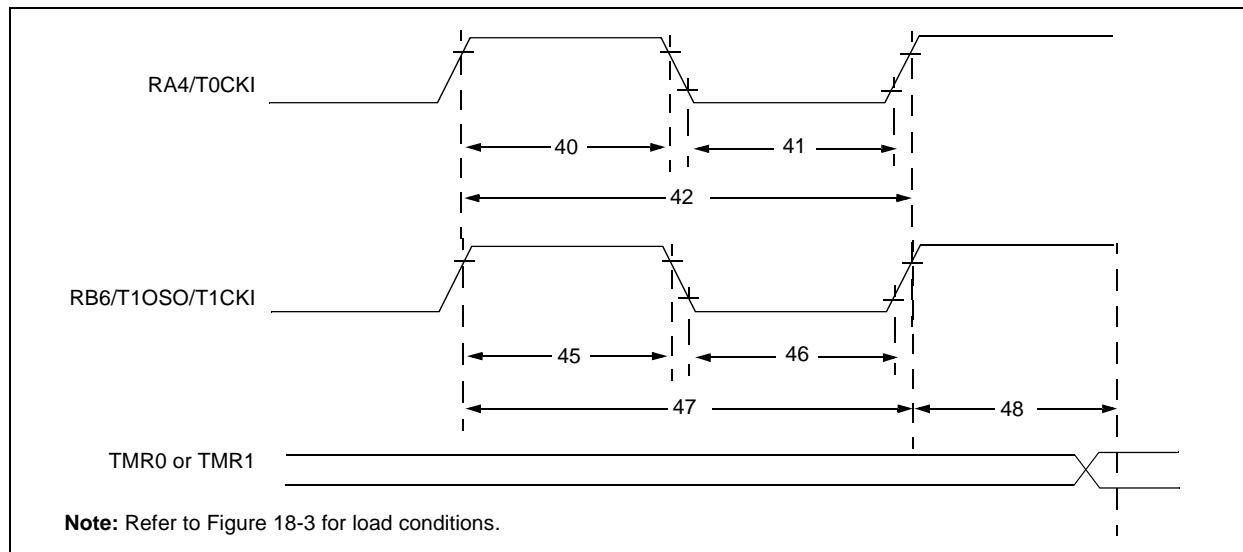 RA4/T0CKI
40
41
42
RB6/T1OSO/T1CKI
45
46
47
48
TMR0 or TMR1
Note: Refer to Figure 18-3 for load conditions.